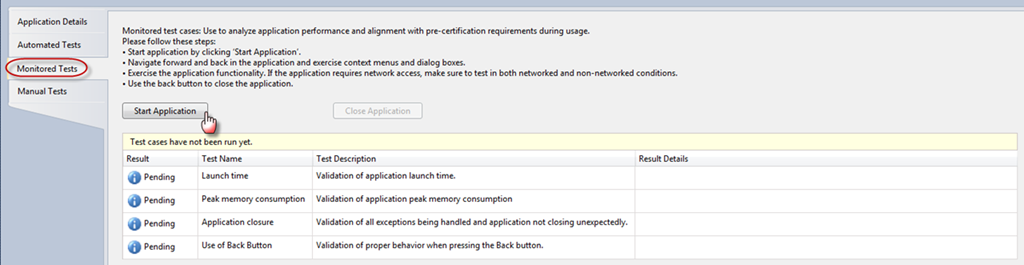 Application Details
Automated Tests
Monitored Tests
Manual Tests
Monitored test cases: Use to analyze application performance and alignment with pre-certification requirements during usage.
Please follow these steps:
• Start application by clicking 'Start Application'.
• Navigate forward and back in the application and exercise context menus and dialog boxes.
• Exercise the application functionality. If the application requires network access, make sure to test in both networked and non-networked conditions.
• Use the back button to close the application.
Start Application Close Application
Test cases have not been run yet.
Result Test Name Test Description Result Details
Pending Launch time Validation of application launch time.
Pending Peak memory consumption Validation of application peak memory consumption
Pending Application closure Validation of all exceptions being handled and application not closing unexpectedly.
Pending Use of Back Button Validation of proper behavior when pressing the Back button.